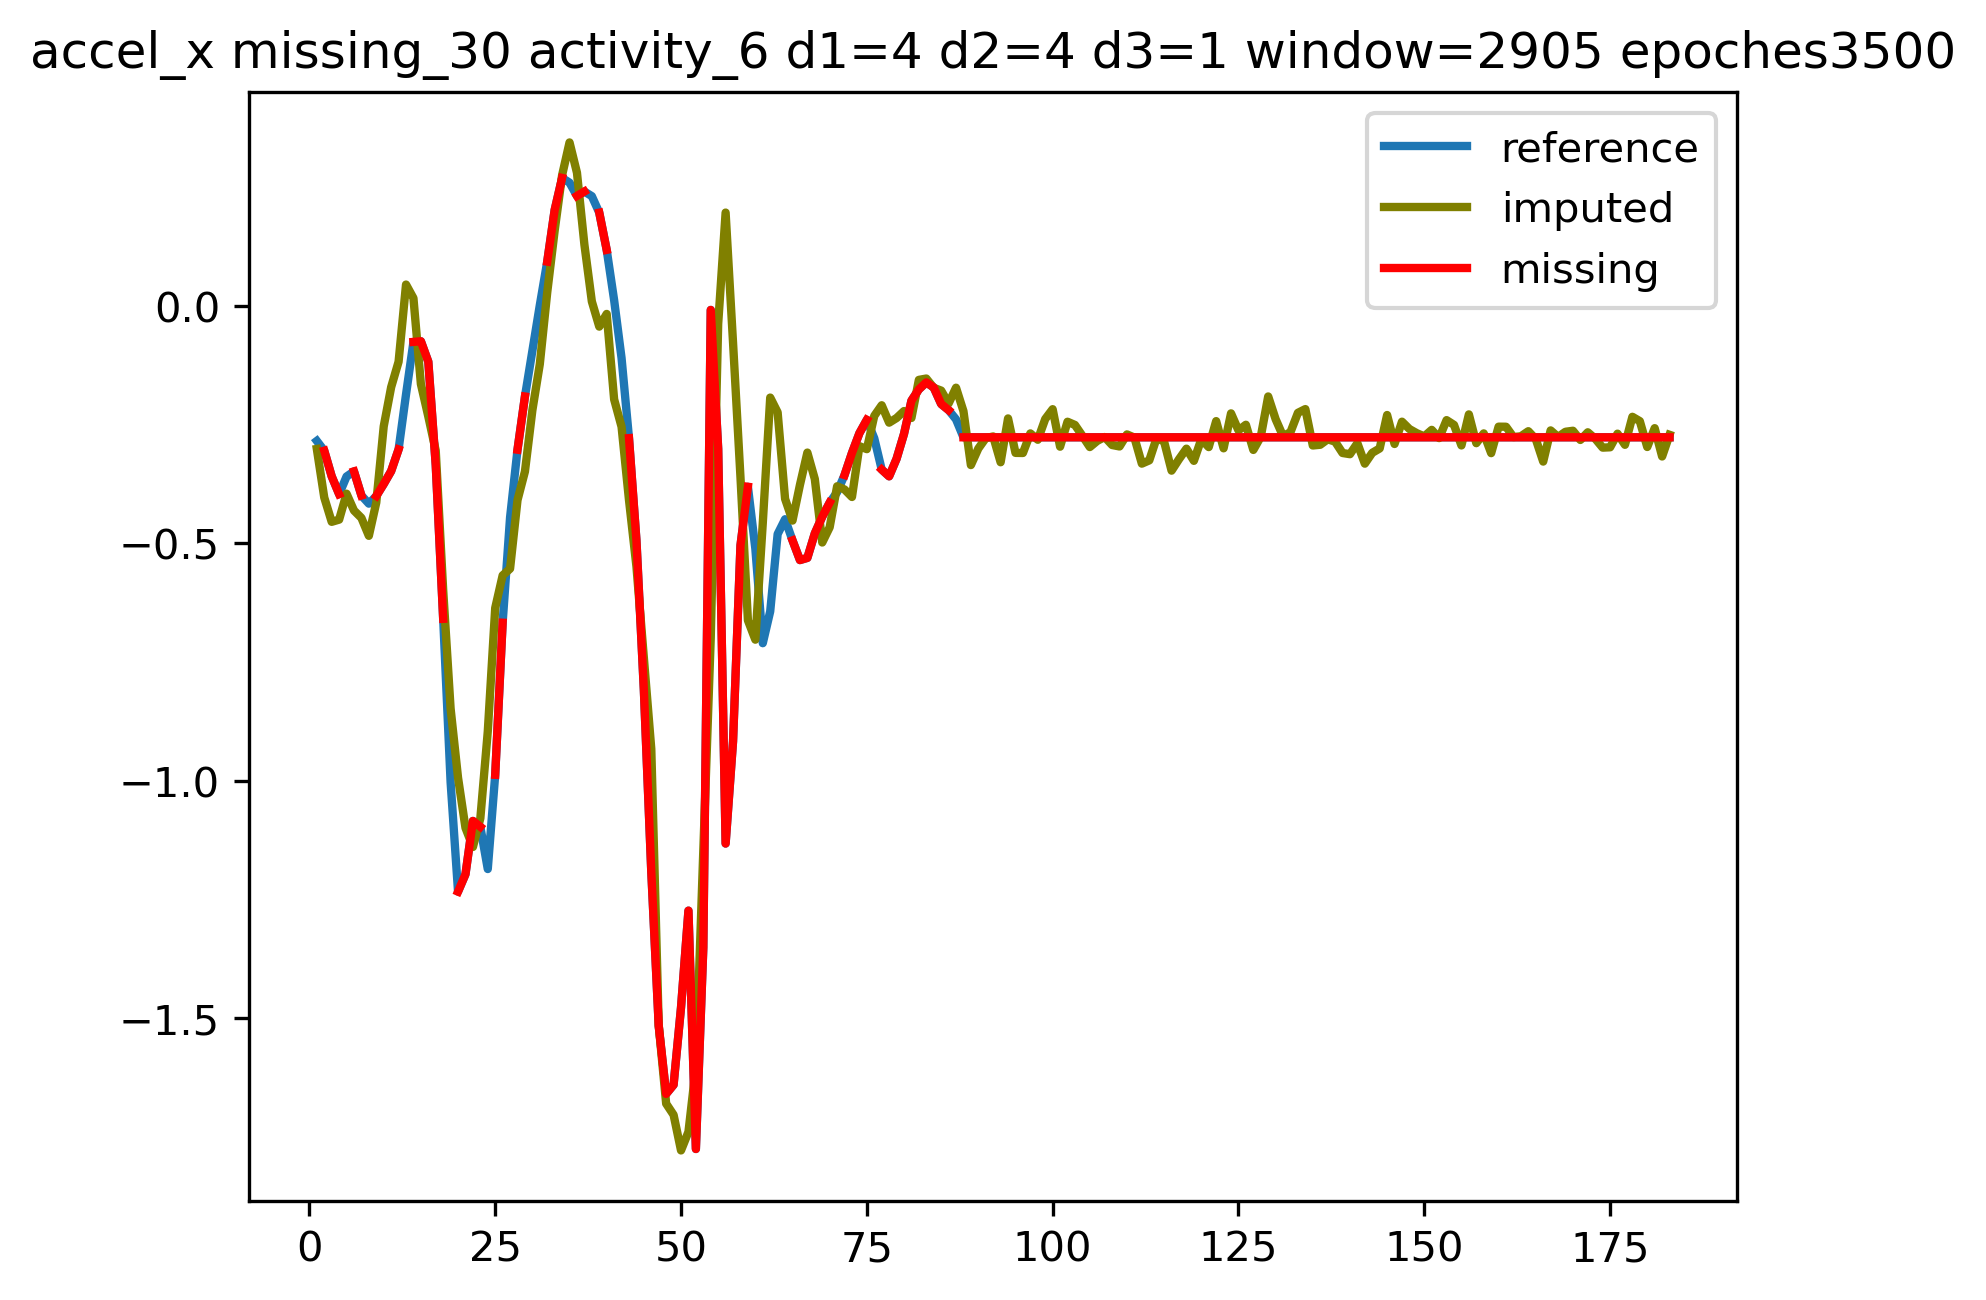 accel_x missing_30 activity_6 d1=4 d2=4 d3=1 window=2905 epoches3500
reference
imputed
missing
0.0
−0.5
−1.0
−1.5
0 25 50 75 100 125 150 175